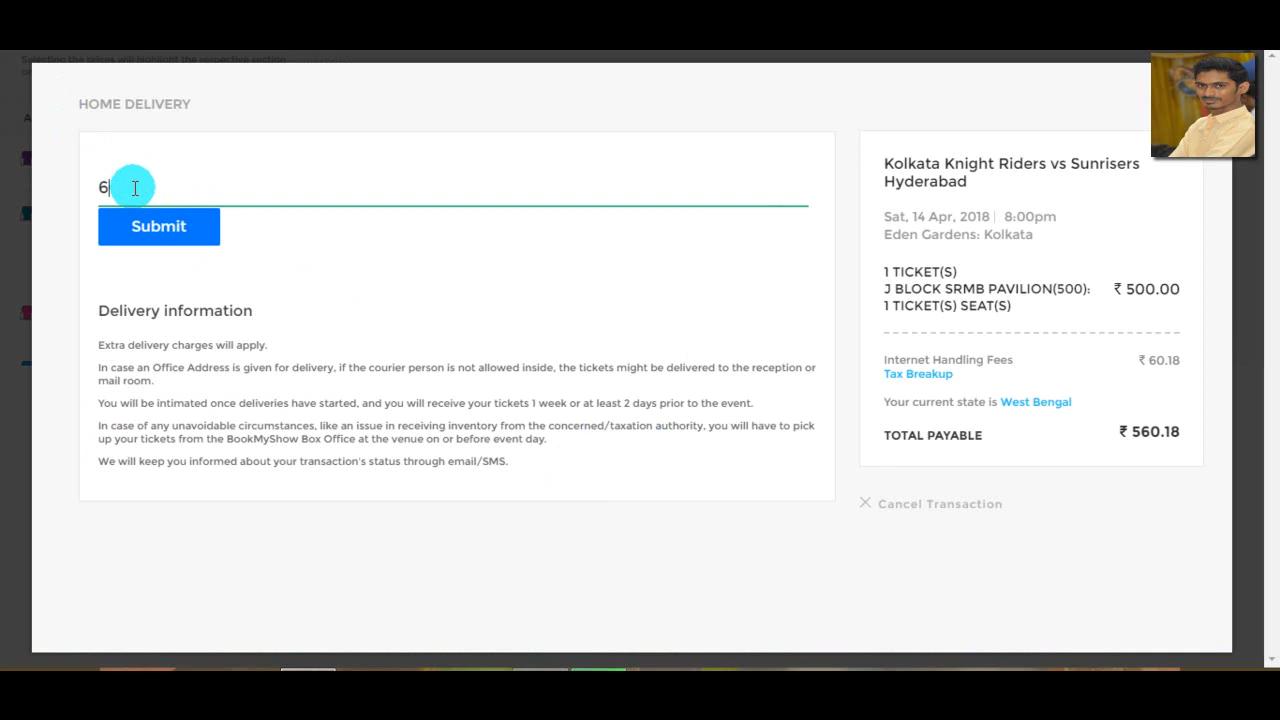 Selecting the prices will highlight the respective section
HOME DELIVERY
6
Submit
Delivery information
Extra delivery charges will apply.
In case an Office Address is given for delivery, if the courier person is not allowed inside, the tickets might be delivered to the reception or
mail room.
You will be intimated once deliveries have started, and you will receive your tickets 1 week or at least 2 days prior to the event.
In case of any unavoidable circumstances, like an issue in receiving inventory from the concerned/taxation authority, you will have to pick
up your tickets from the BookMyShow Box Office at the venue on or before event day.
We will keep you informed about your transaction's status through email/SMS.
Kolkata Knight Riders vs Sunrisers
Hyderabad
Sat, 14 Apr, 2018 | 8:00pm
Eden Gardens: Kolkata
1 TICKET(S)
J BLOCK SRMB PAVILION(500): ₹ 500.00
1 TICKET(S) SEAT(S)
Internet Handling Fees ₹ 60.18
Tax Breakup
Your current state is West Bengal
TOTAL PAYABLE ₹ 560.18
Cancel Transaction